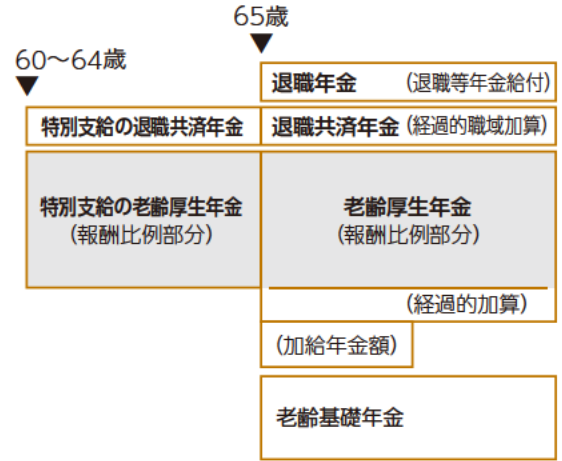 65歳
▼
60〜64歳
▼
退職年金 (退職等年金給付)
特別支給の退職共済年金 退職共済年金 (経過的職域加算)
特別支給の老齢厚生年金
(報酬比例部分)
老齢厚生年金
(報酬比例部分)
(経過的加算)
(加給年金額)
老齢基礎年金